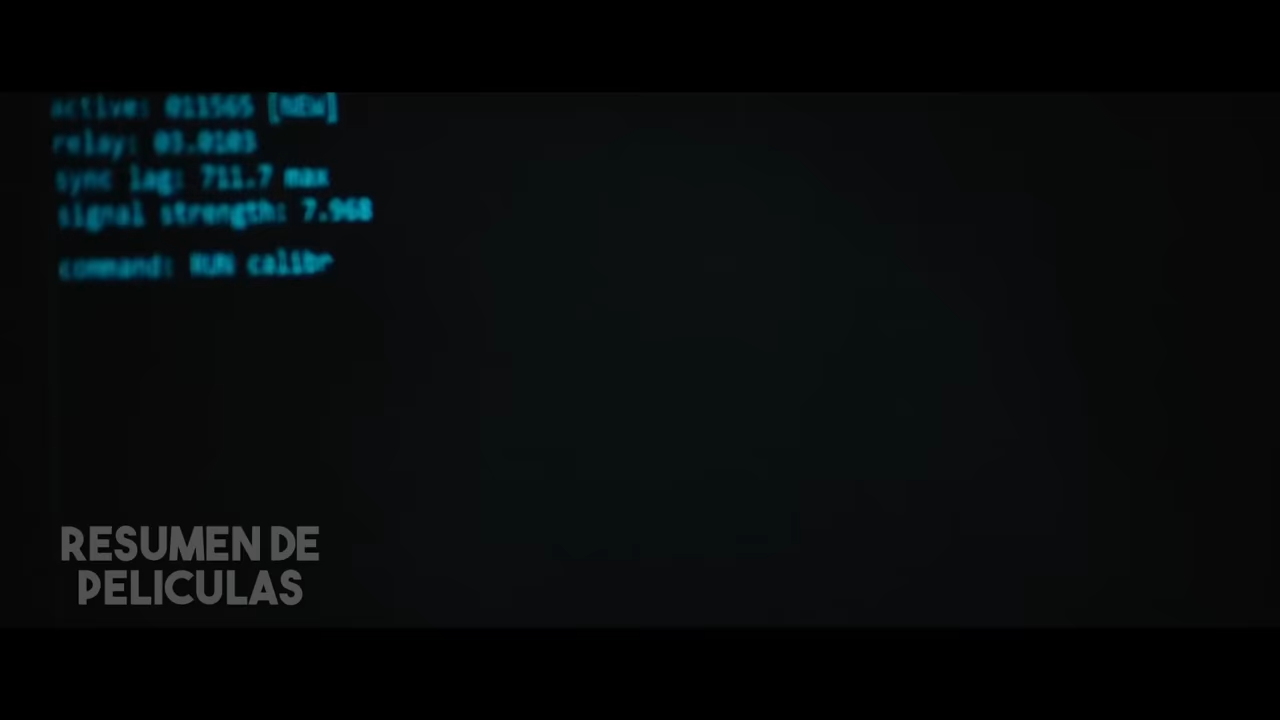 active: 011565 [NEW]
relay: 03.0103
sync lag: 711.7 max
signal strength: 7.968
command: RUN calibr
RESUMEN DE
PELICULAS